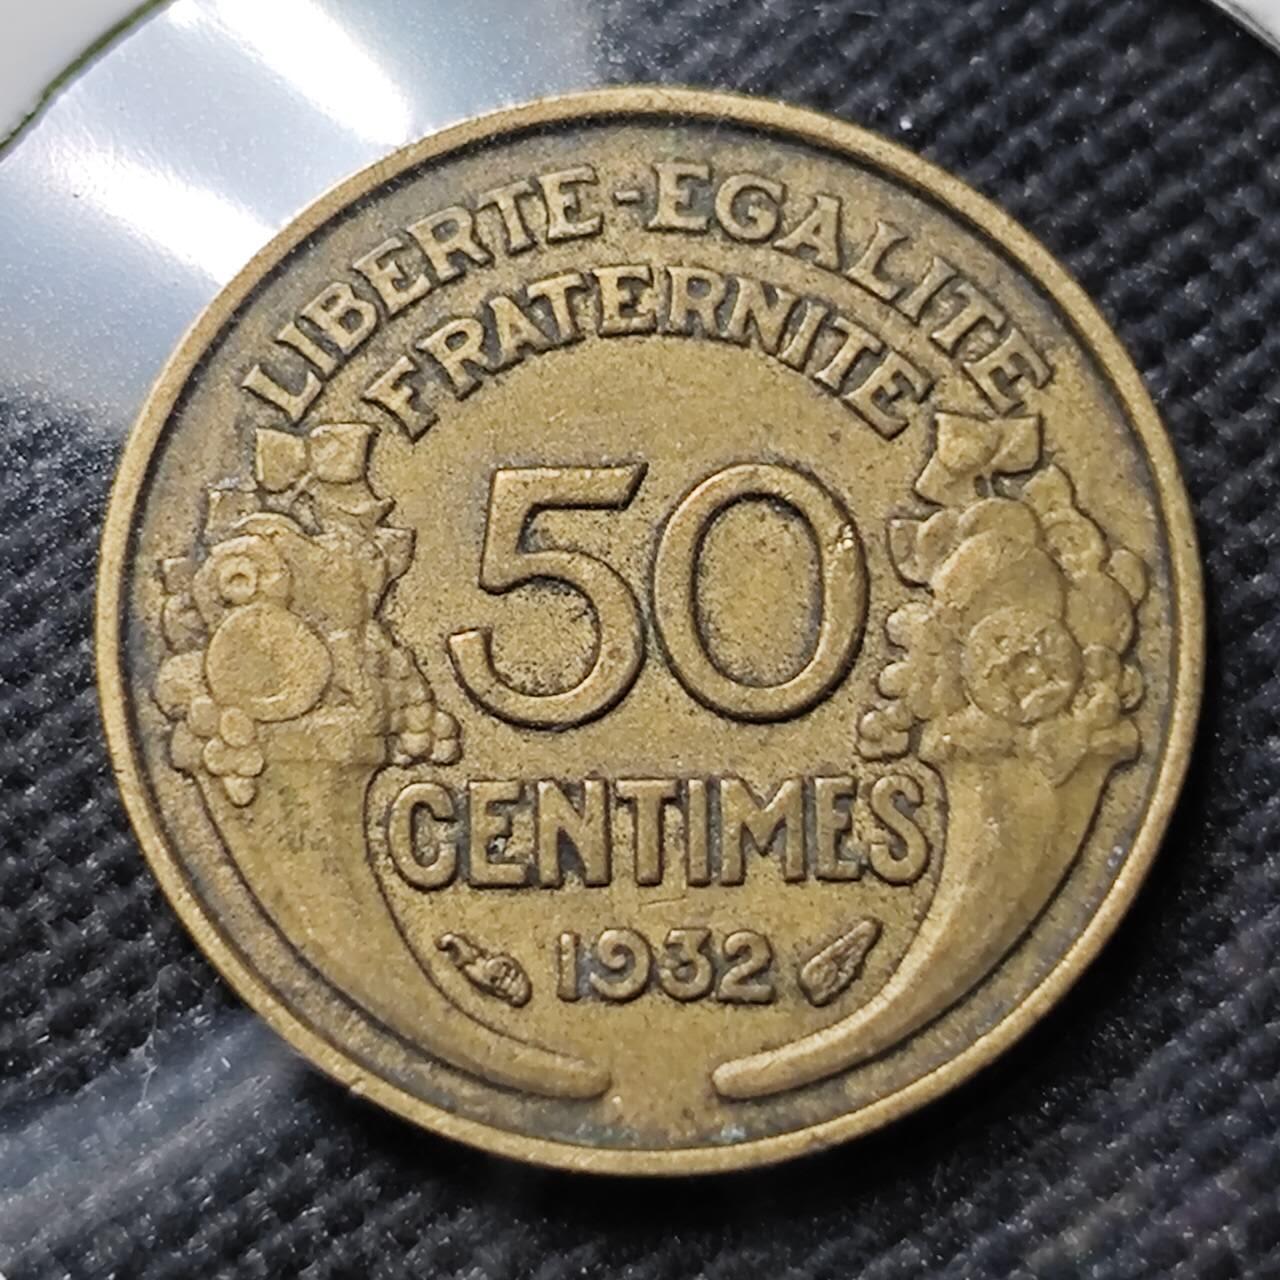 LIBERTE-EGALITE
FRATERNITE
50
CENTIMES
1932